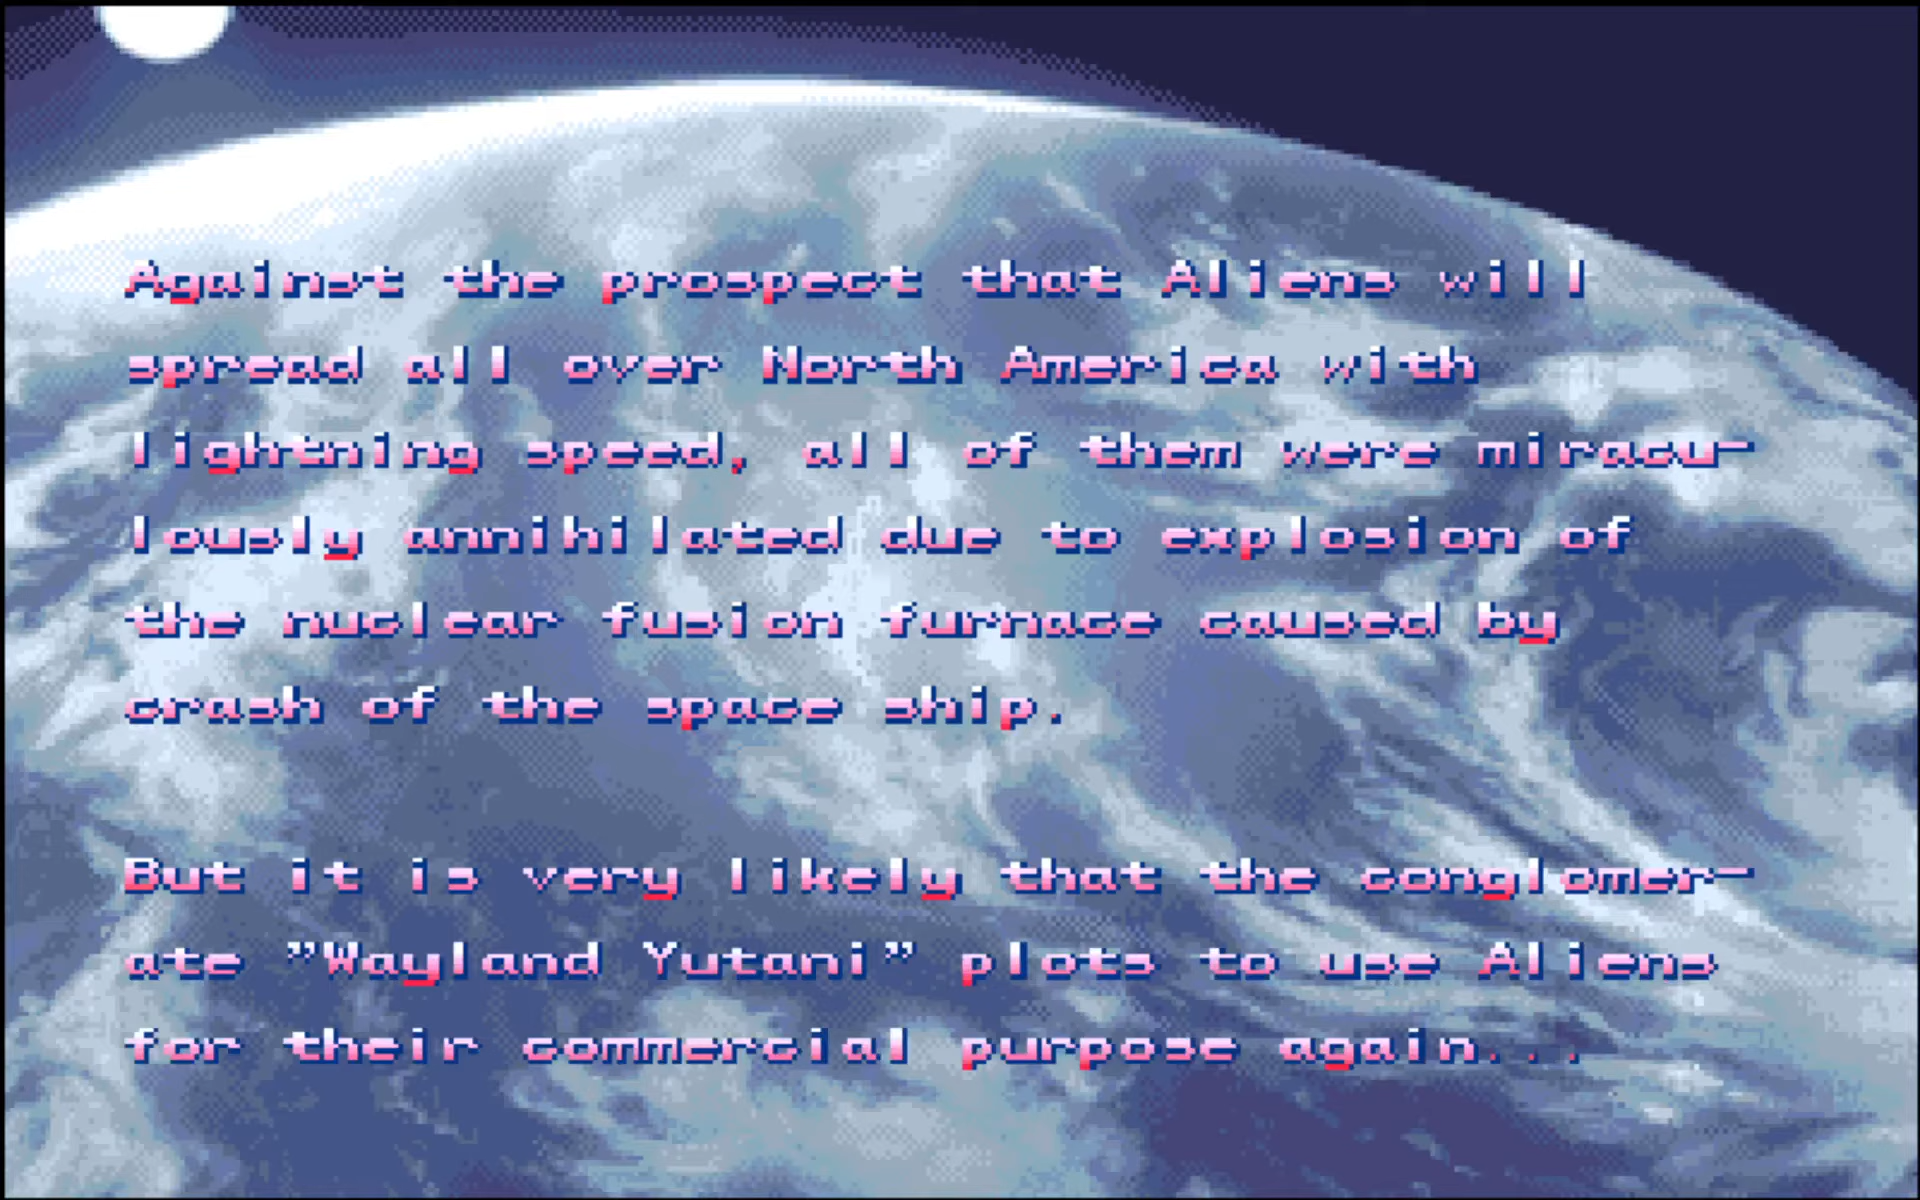 Against the prospect that Aliens will
spread all over North America with
lightning speed, all of them were miracu-
lously annihilated due to explosion of
the nuclear fusion furnace caused by
crash of the space ship.
But it is very likely that the conglomer-
ate "Wayland Yutani" plots to use Aliens
for their commercial purpose again...